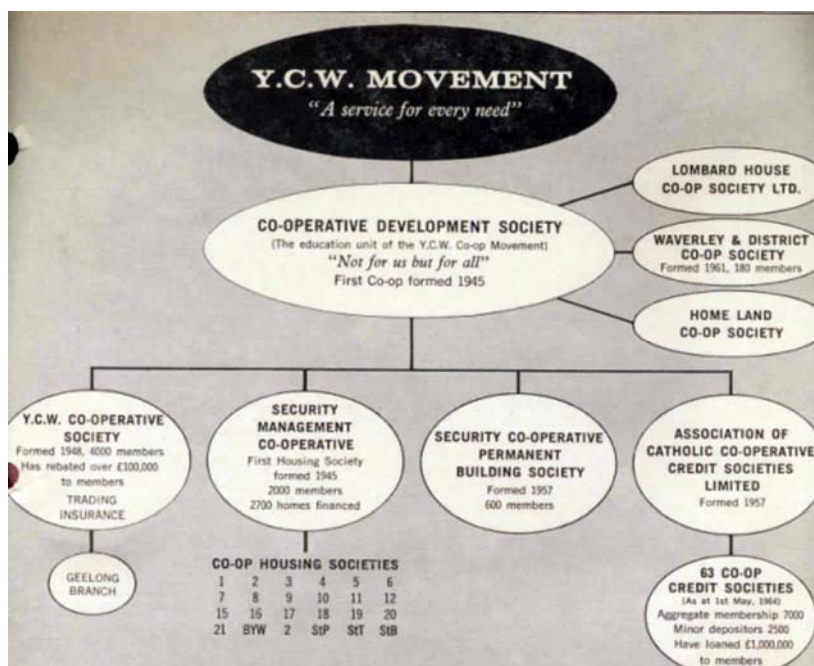 Y.C.W. MOVEMENT
"A service for every need"
CO-OPERATIVE DEVELOPMENT SOCIETY
(The education unit of the Y.C.W. Co-op Movement)
"Not for us but for all"
First Co-op formed 1945
LOMBARD HOUSE
CO-OP SOCIETY LTD.
WAVERLEY & DISTRICT
CO-OP SOCIETY
Formed 1961, 180 members
HOME LAND
CO-OP SOCIETY
Y.C.W. CO-OPERATIVE
SOCIETY
Formed 1948, 4000 members
Has rebated over £100,000
to members
TRADING
INSURANCE
GEELONG
BRANCH
SECURITY
MANAGEMENT
CO-OPERATIVE
First Housing Society
formed 1945
2000 members
2700 homes financed
CO-OP HOUSING SOCIETIES
1 2 3 4 5 6
7 8 9 10 11 12
15 16 17 18 19 20
21 BYW 2 StP StT StB
SECURITY CO-OPERATIVE
PERMANENT
BUILDING SOCIETY
Formed 1957
600 members
ASSOCIATION OF
CATHOLIC CO-OPERATIVE
CREDIT SOCIETIES
LIMITED
Formed 1957
63 CO-OP
CREDIT SOCIETIES
(As at 1st May, 1964)
Aggregate membership 7000
Minor depositors 2500
Have loaned £1,000,000
to members